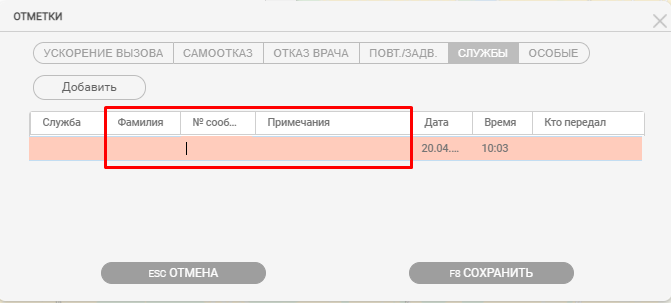 ОТМЕТКИ
УСКОРЕНИЕ ВЫЗОВА САМООТКАЗ ОТКАЗ ВРАЧА ПОВТ./ЗАДВ. СЛУЖБЫ ОСОБЫЕ
Добавить
Служба Фамилия № сооб... Примечания Дата Время Кто передал
20.04.... 10:03
ESC ОТМЕНА F8 СОХРАНИТЬ